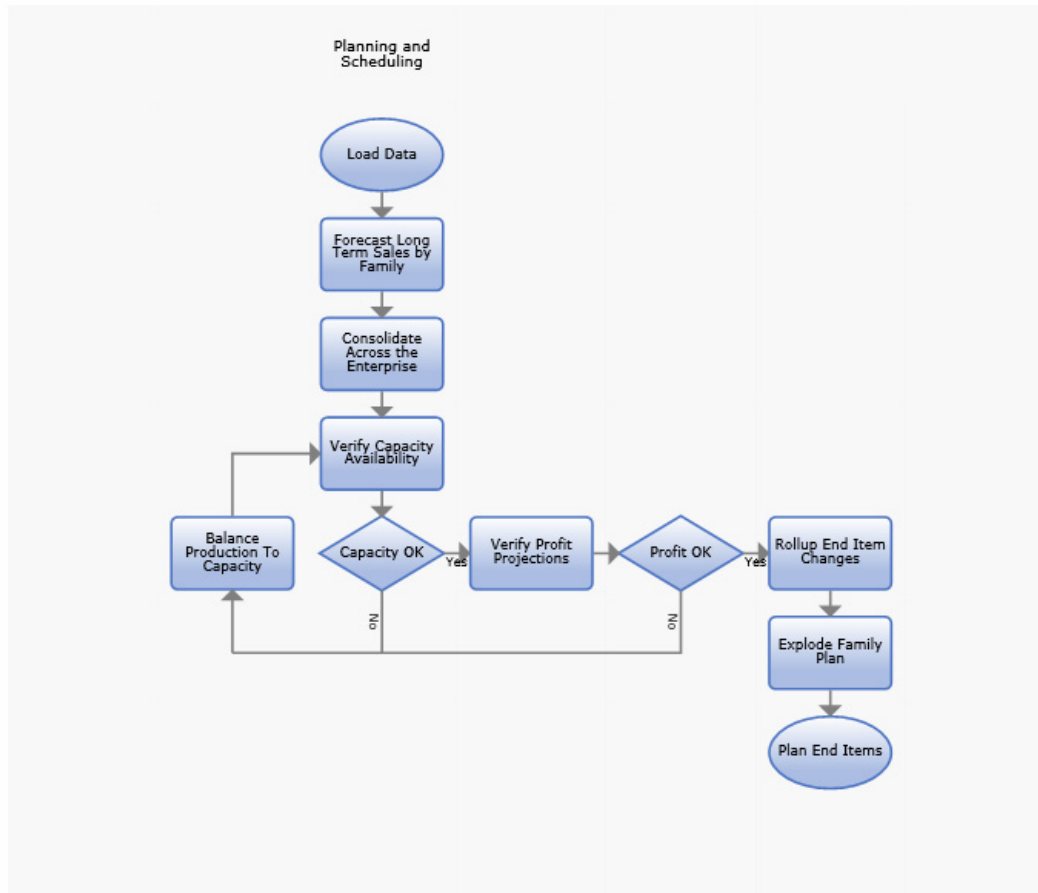 Planning and
Scheduling
Load Data
Forecast Long
Term Sales by
Family
Consolidate
Across the
Enterprise
Verify Capacity
Availability
Balance
Production To
Capacity
Capacity OK
Yes
No
Verify Profit
Projections
Profit OK
Yes
No
Rollup End Item
Changes
Explode Family
Plan
Plan End Items